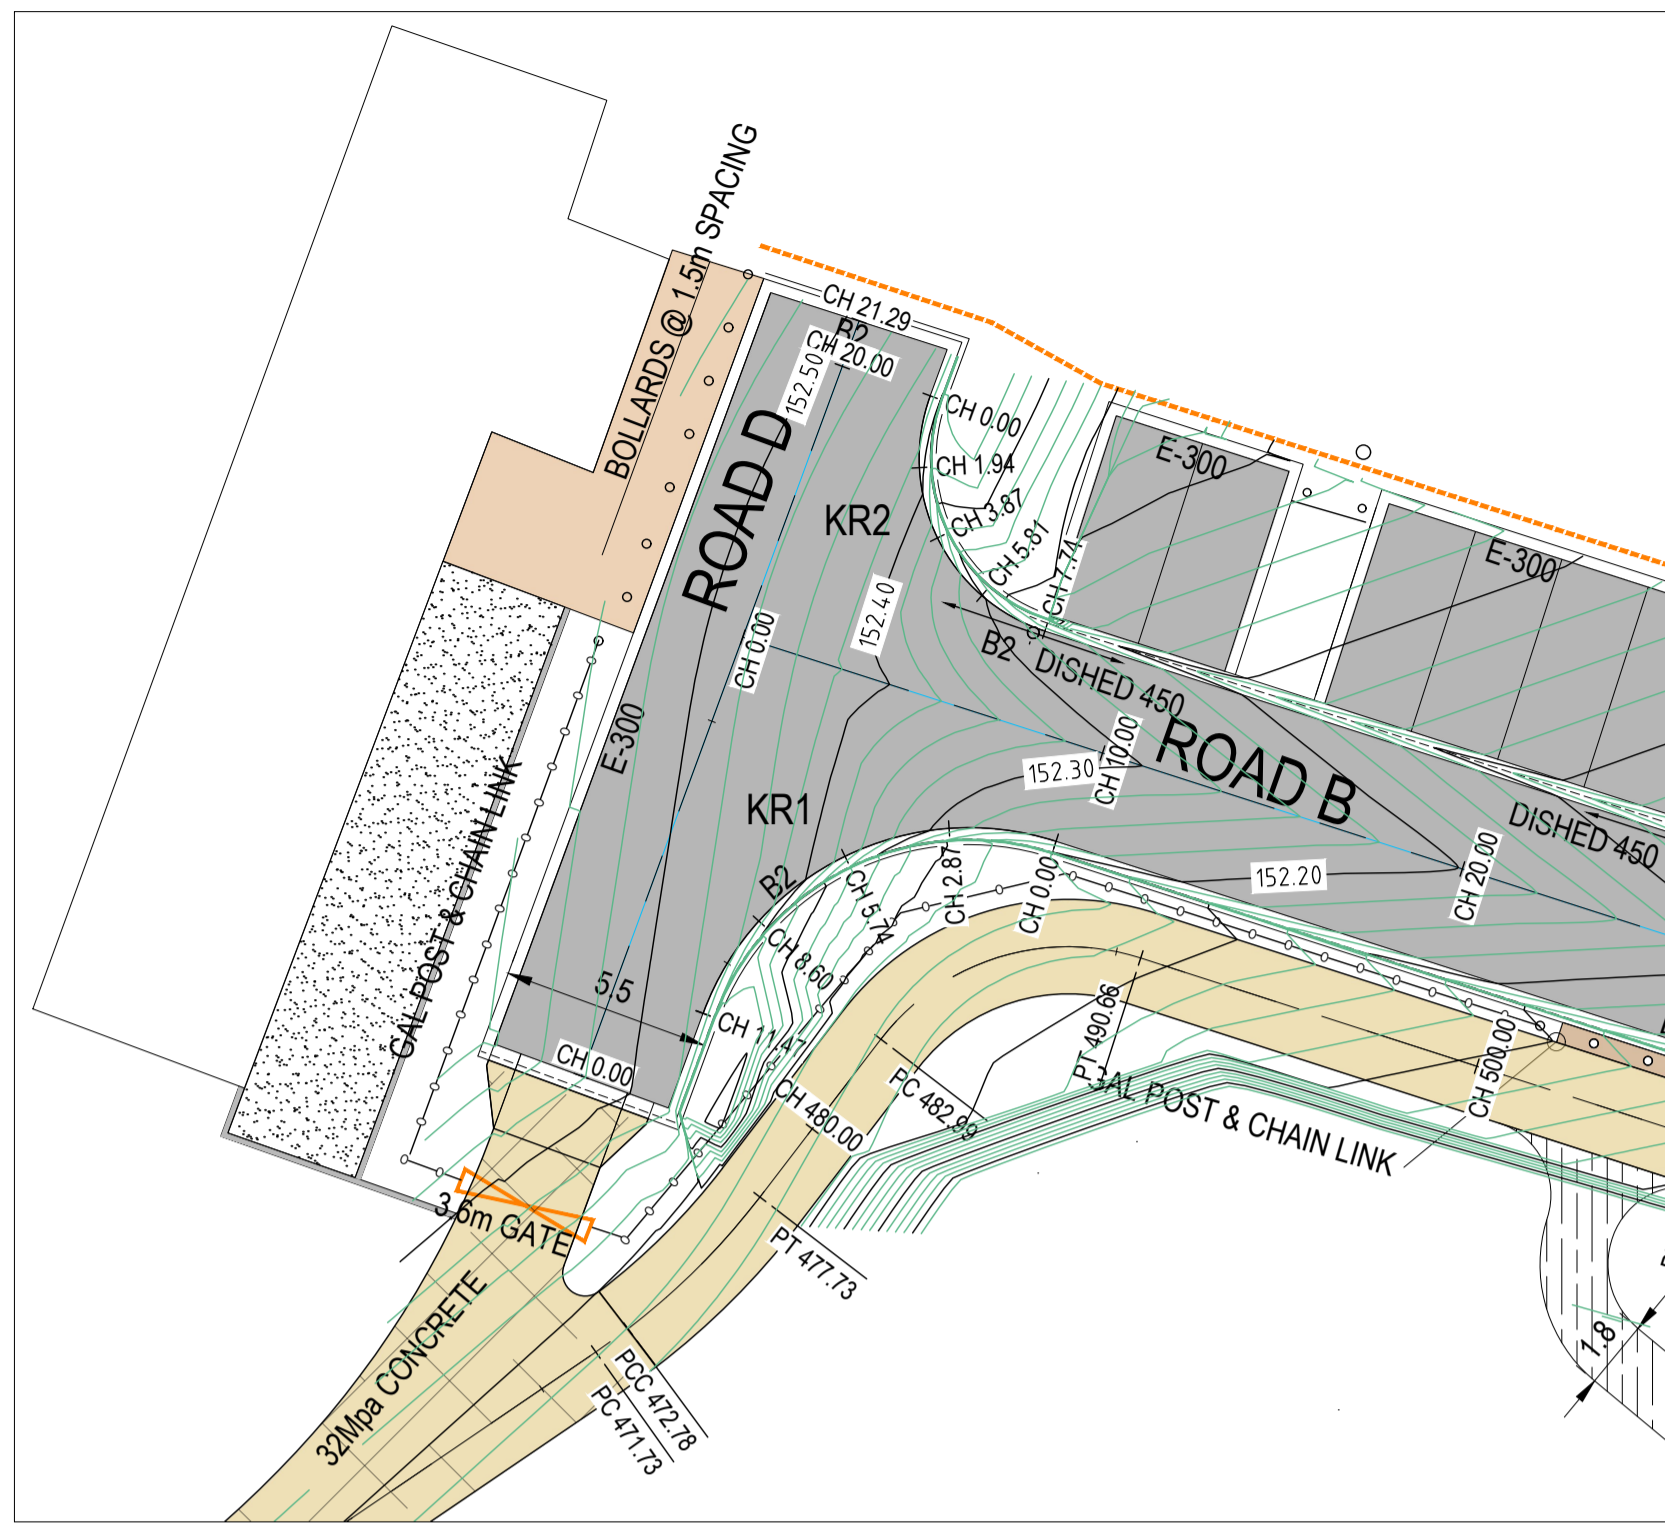 BOLLARDS @ 1.5m SPACING
CH 21.29
B2
CH 20.00
152.50
ROAD D
CH 0.00
CH 1.94
CH 3.87
CH 5.81
CH 7.74
E-300
E-300
KR2
152.40
CH 0.00
B2
DISHED 450
ROAD B
CH 10.00
152.30
E-300
KR1
DISHED 450
CH 20.00
152.20
B2
CH 5.74
CH 2.87
CH 0.00
CH 8.60
GAL POST & CHAIN LINK
5.5
CH 11.47
CH 0.00
PT 490.66
PC 482.99
CH 480.00
GAL POST & CHAIN LINK
CH 500.00
3.6m GATE
PT 477.73
32Mpa CONCRETE
PCC 472.78
PC 471.73
1.8